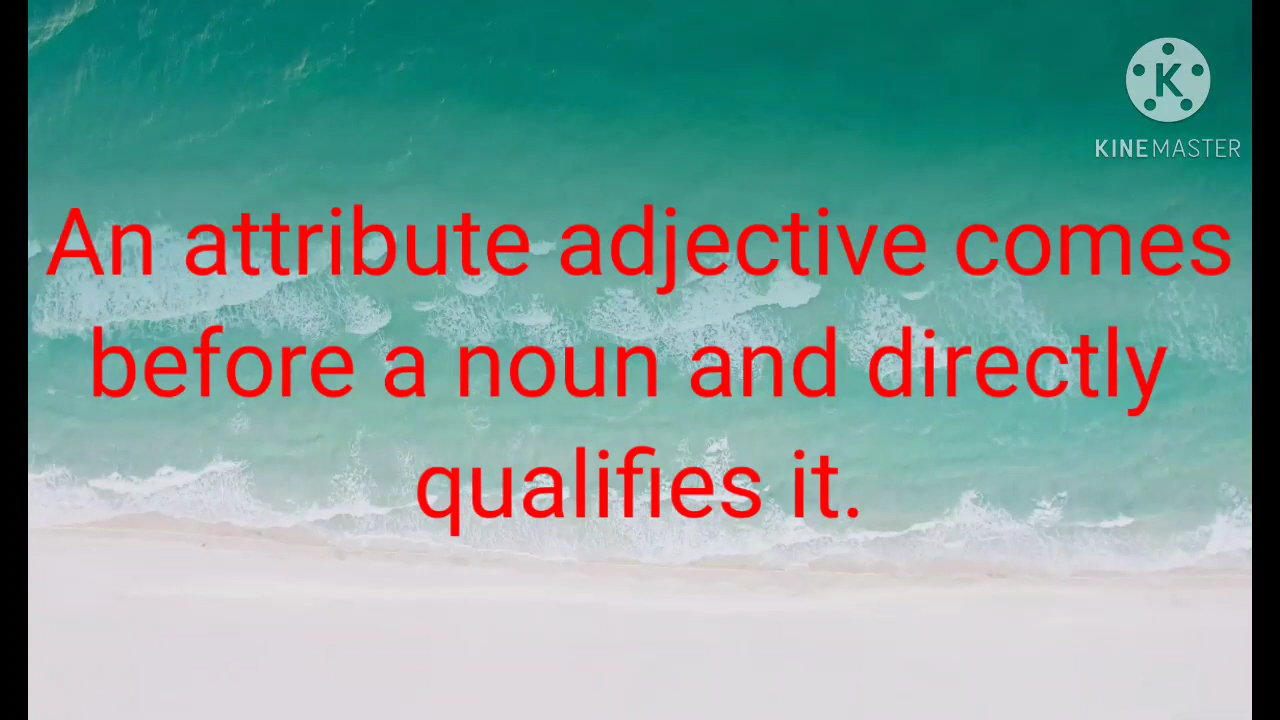 K
KINEMASTER
An attribute adjective comes
before a noun and directly
qualifies it.